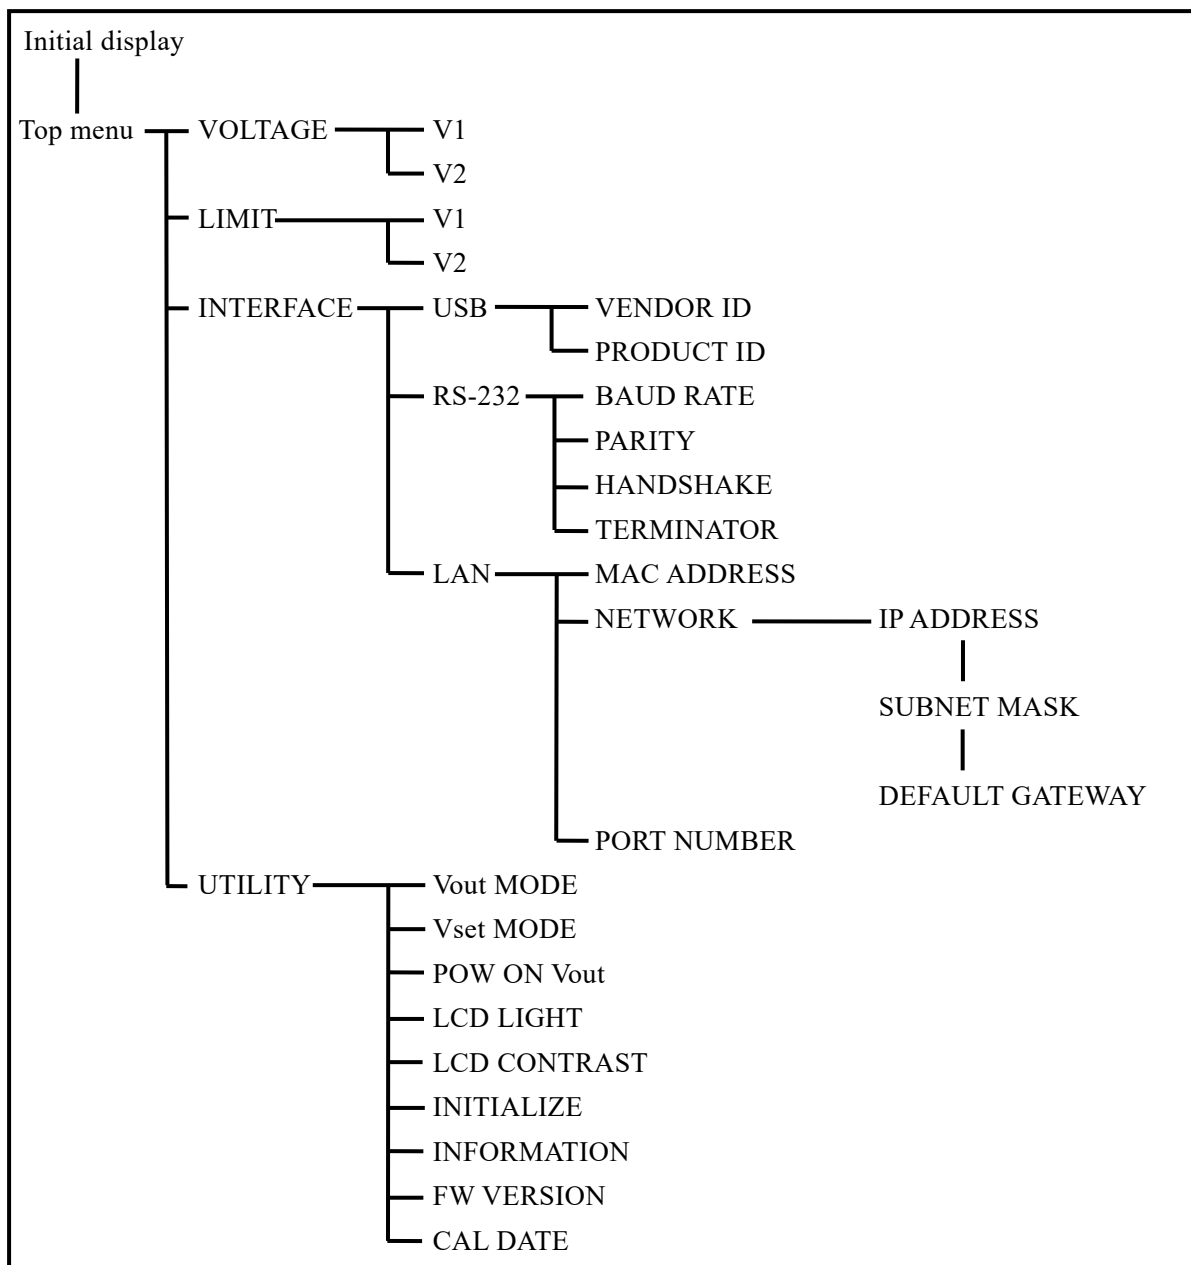 Initial display
Top menu VOLTAGE V1
V2
LIMIT V1
V2
INTERFACE USB VENDOR ID
PRODUCT ID
RS-232 BAUD RATE
PARITY
HANDSHAKE
TERMINATOR
LAN MAC ADDRESS
NETWORK IP ADDRESS
SUBNET MASK
DEFAULT GATEWAY
PORT NUMBER
UTILITY Vout MODE
Vset MODE
POW ON Vout
LCD LIGHT
LCD CONTRAST
INITIALIZE
INFORMATION
FW VERSION
CAL DATE